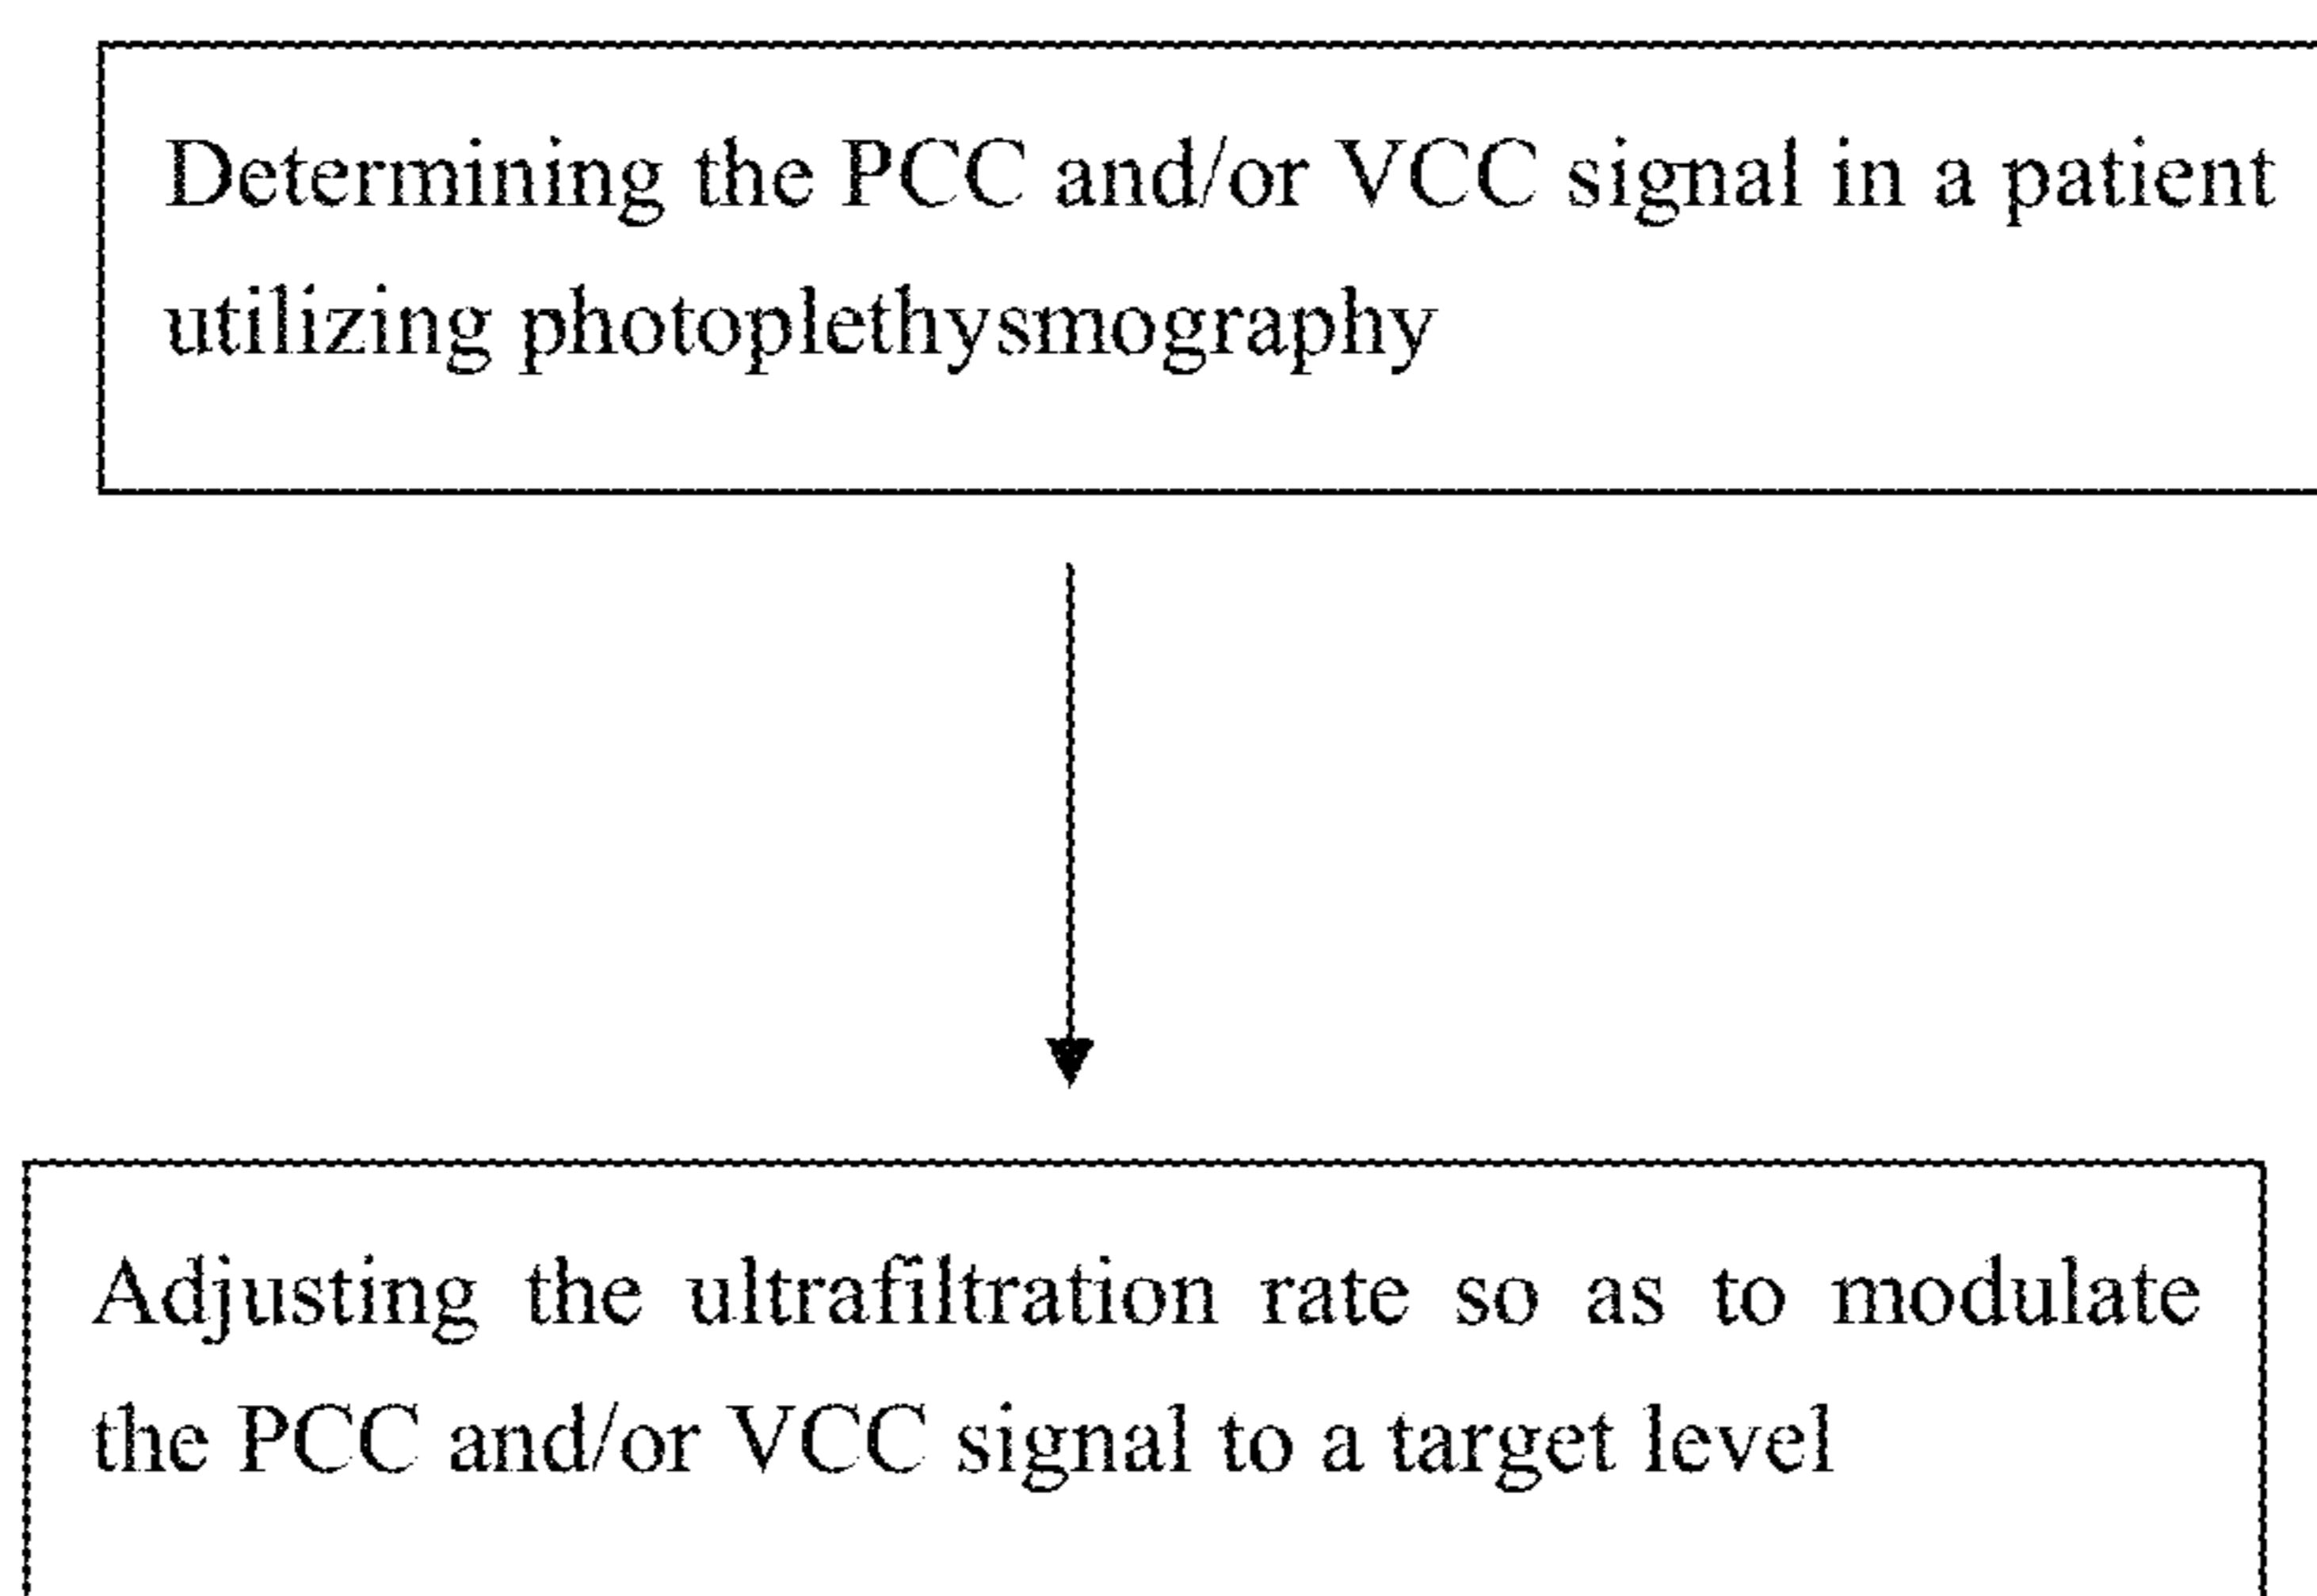 Determining the PCC and/or VCC signal in a patient
utilizing photoplethysmography
Adjusting the ultrafiltration rate so as to modulate
the PCC and/or VCC signal to a target level